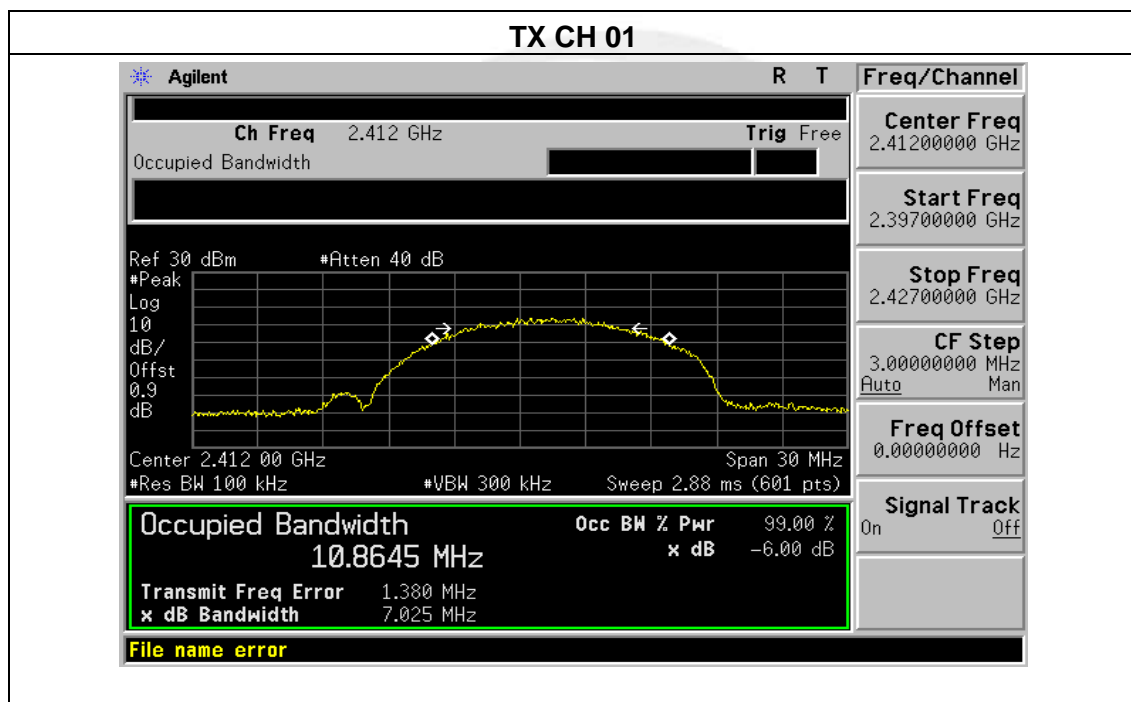 TX CH 01
Agilent R T Freq/Channel
Ch Freq 2.412 GHz Trig Free
Occupied Bandwidth
Center Freq
2.41200000 GHz
Start Freq
2.39700000 GHz
Stop Freq
2.42700000 GHz
CF Step
3.00000000 MHz
Auto Man
Freq Offset
0.00000000 Hz
Signal Track
On Off
Ref 30 dBm #Atten 40 dB
#Peak
Log
10
dB/
Offst
0.9
dB
Center 2.412 00 GHz Span 30 MHz
#Res BW 100 kHz #VBW 300 kHz Sweep 2.88 ms (601 pts)
Occupied Bandwidth Occ BW % Pwr 99.00 %
10.8645 MHz x dB -6.00 dB
Transmit Freq Error 1.380 MHz
x dB Bandwidth 7.025 MHz
File name error